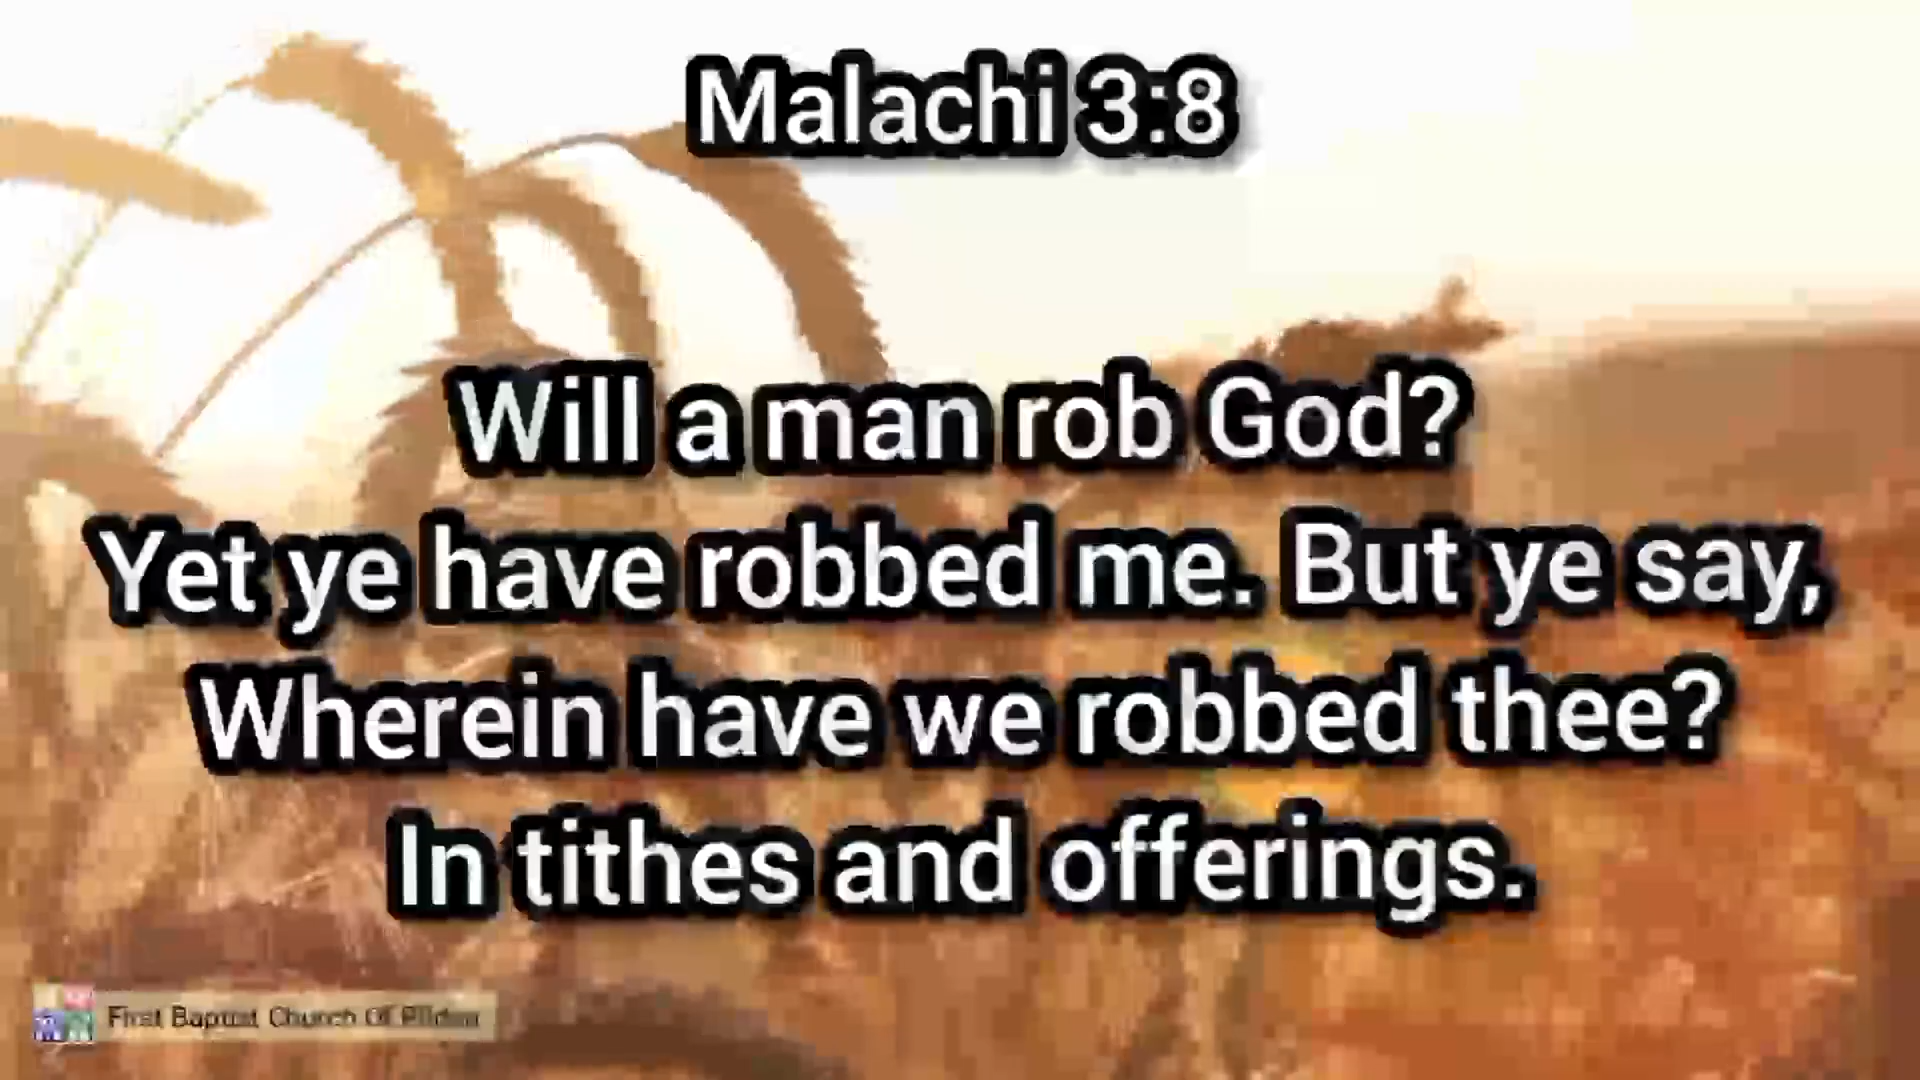 Malachi 3:8
Will a man rob God?
Yet ye have robbed me. But ye say,
Wherein have we robbed thee?
In tithes and offerings.
First Baptist Church Of